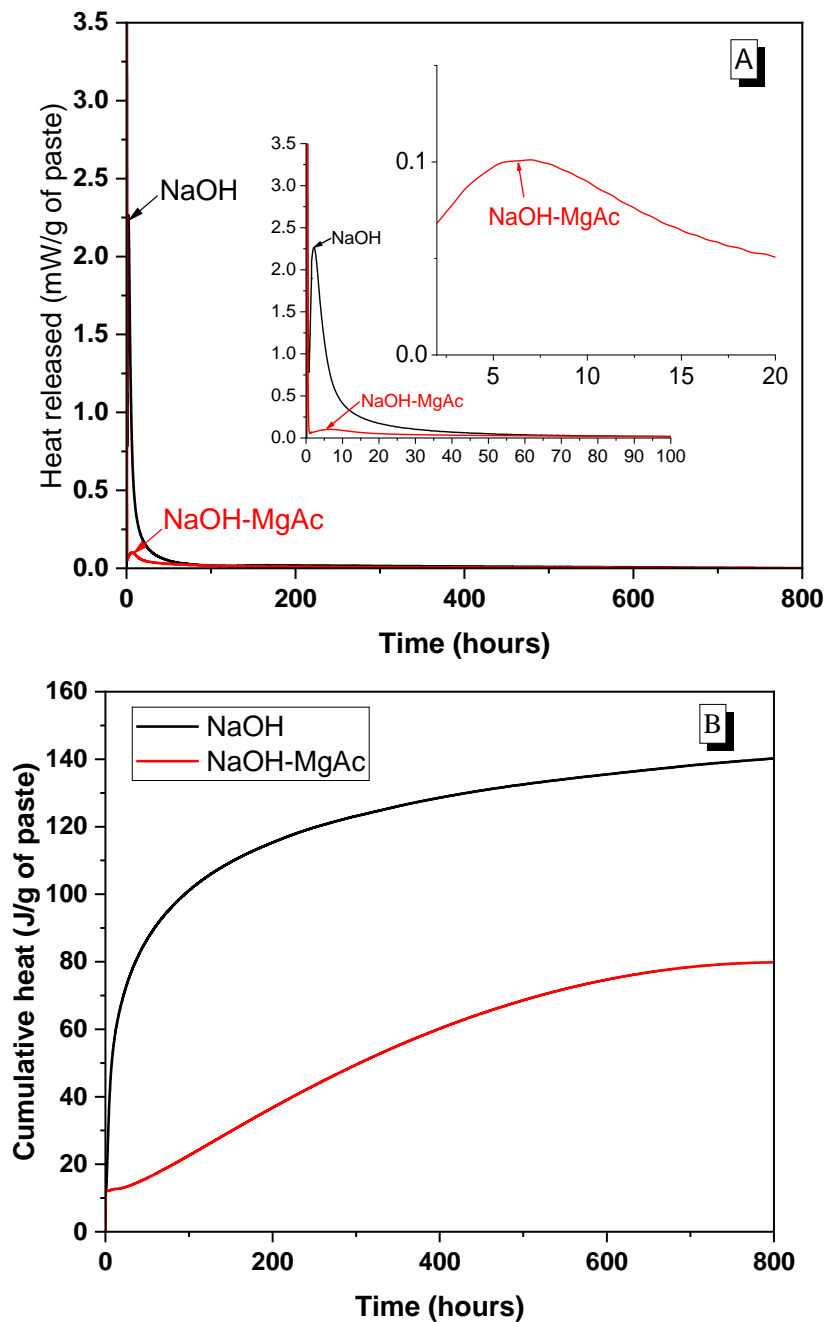 A
Heat released (mW/g of paste)
3.5
3.0
2.5
2.0
1.5
1.0
0.5
0.0
NaOH
NaOH-MgAc
3.5
3.0
2.5
2.0
1.5
1.0
0.5
0.0
NaOH
NaOH-MgAc
0 10 20 30 40 50 60 70 80 90 100
0.1
0.0
NaOH-MgAc
5 10 15 20
0 200 400 600 800
Time (hours)
B
NaOH
NaOH-MgAc
Cumulative heat (J/g of paste)
160
140
120
100
80
60
40
20
0
0 200 400 600 800
Time (hours)